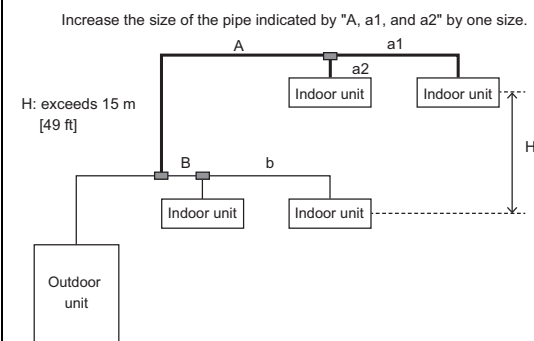 Increase the size of the pipe indicated by "A, a1, and a2" by one size.
A
a1
a2
Indoor unit
Indoor unit
H: exceeds 15 m
[49 ft]
H
B
b
Indoor unit
Indoor unit
Outdoor
unit